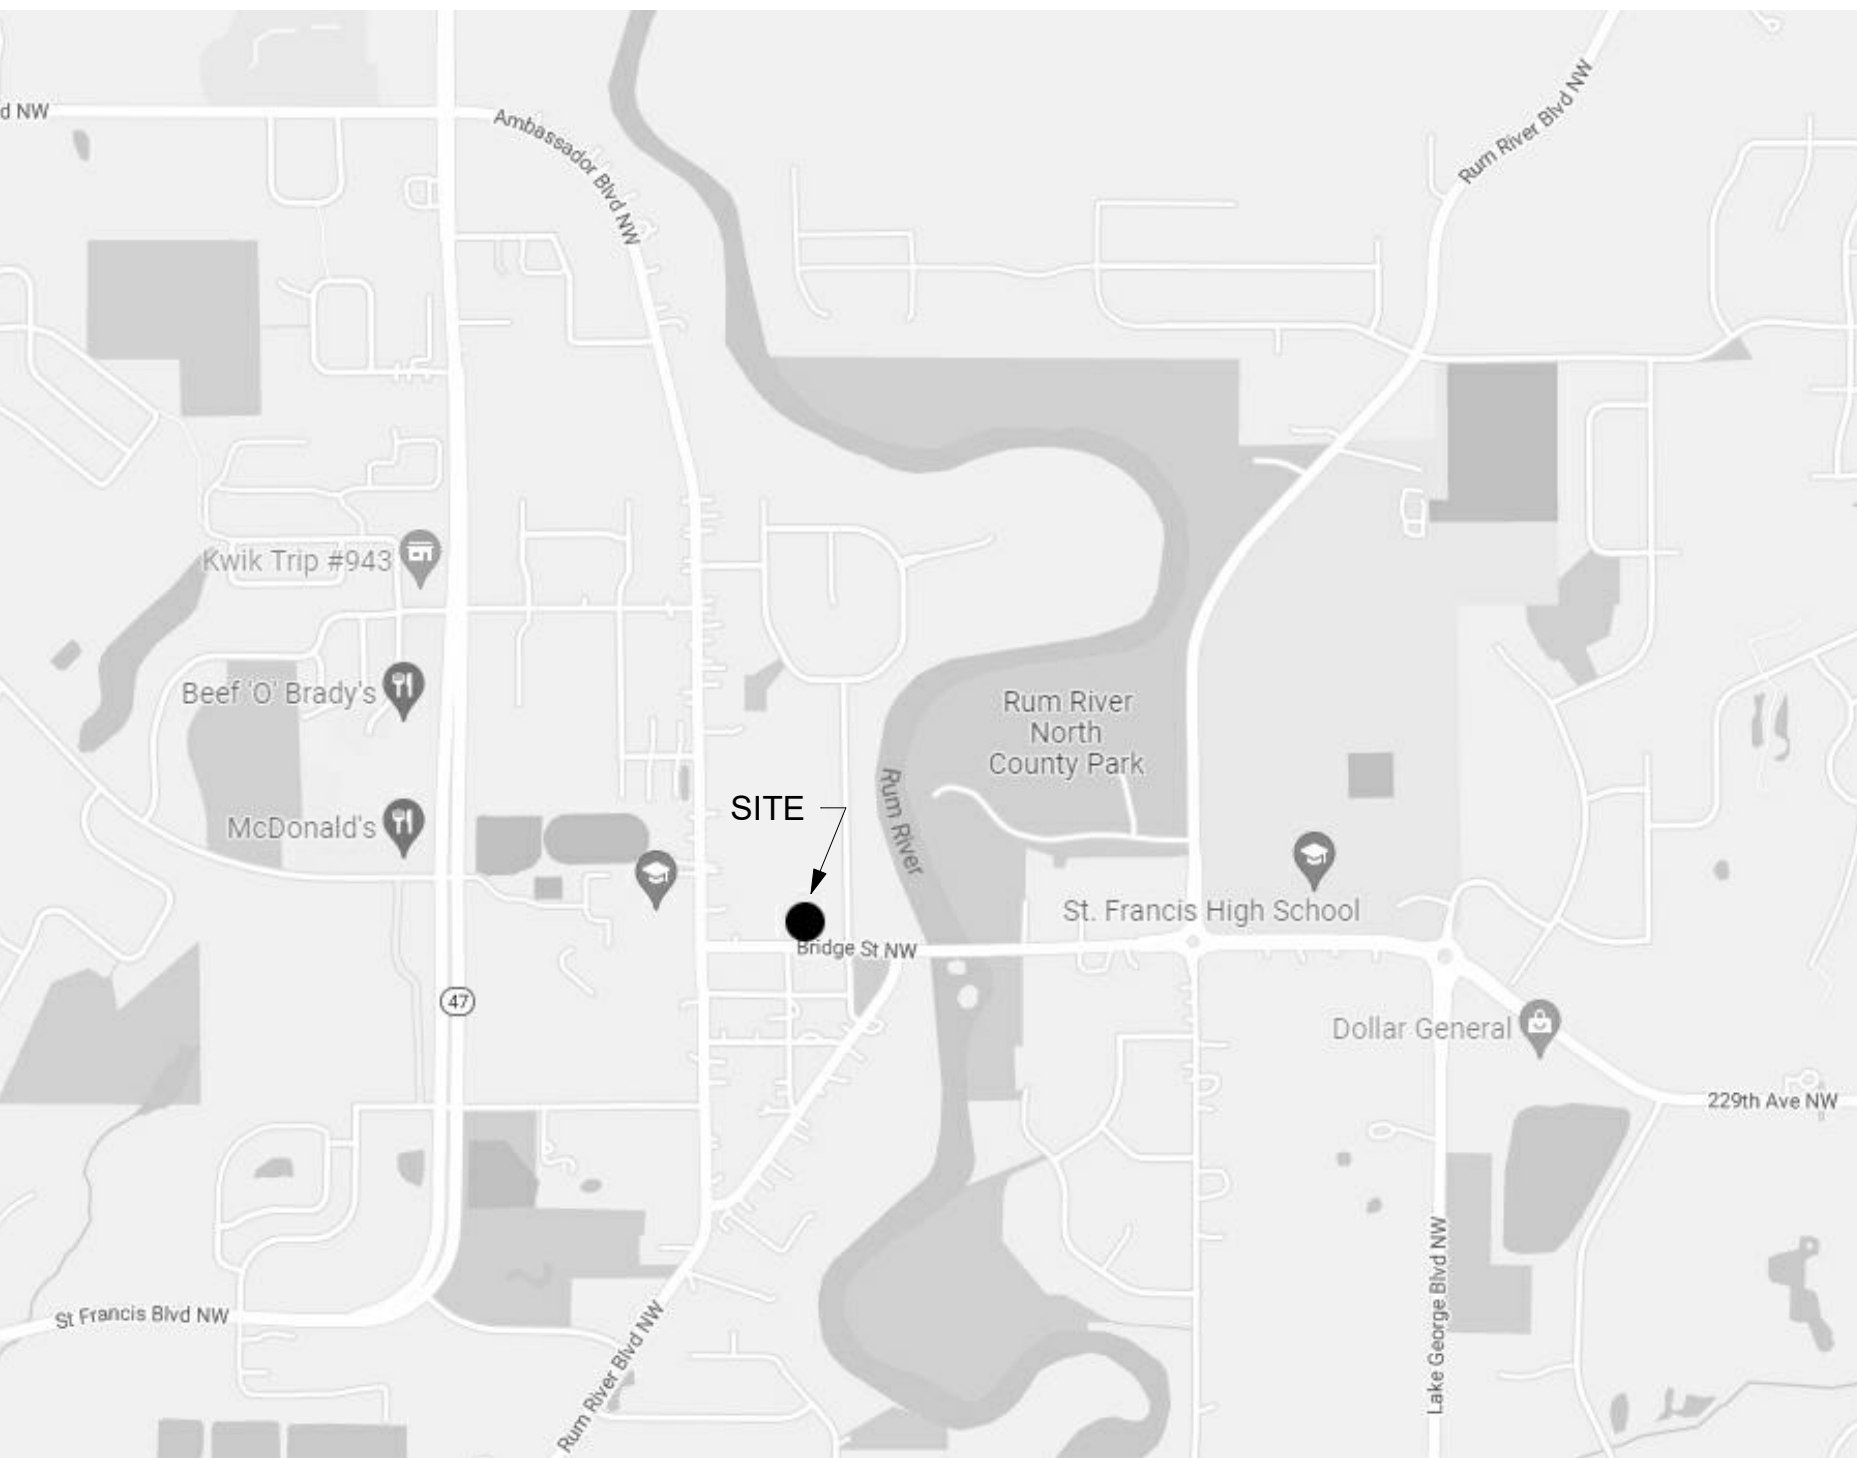 d NW
Ambassador Blvd NW
Rum River Blvd NW
Kwik Trip #943
Beef 'O' Brady's
Rum River
North
County Park
Rum River
SITE
McDonald's
St. Francis High School
Bridge St NW
47
Dollar General
229th Ave NW
St Francis Blvd NW
Lake George Blvd NW
Rum River Blvd NW